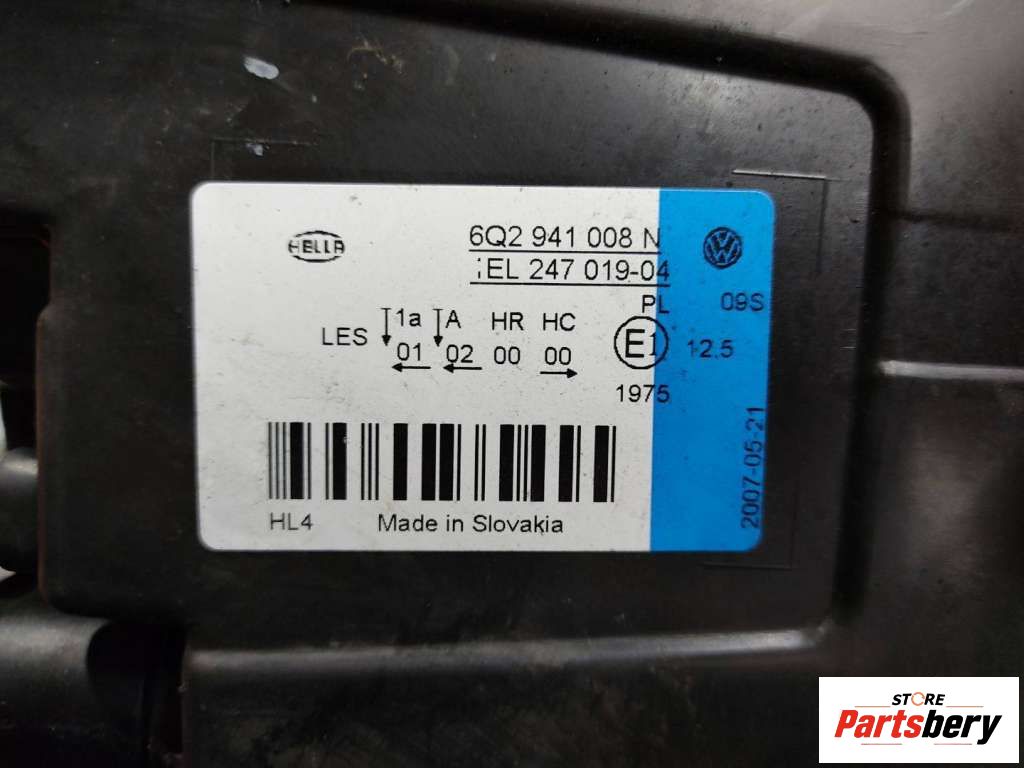 HELLA
6Q2 941 008 N
1EL 247 019-04
PL 09S
1a A HR HC
LES 01 02 00 00 E1 12.5
1975
2007-05-21
HL4 Made in Slovakia
STORE
Partsbery